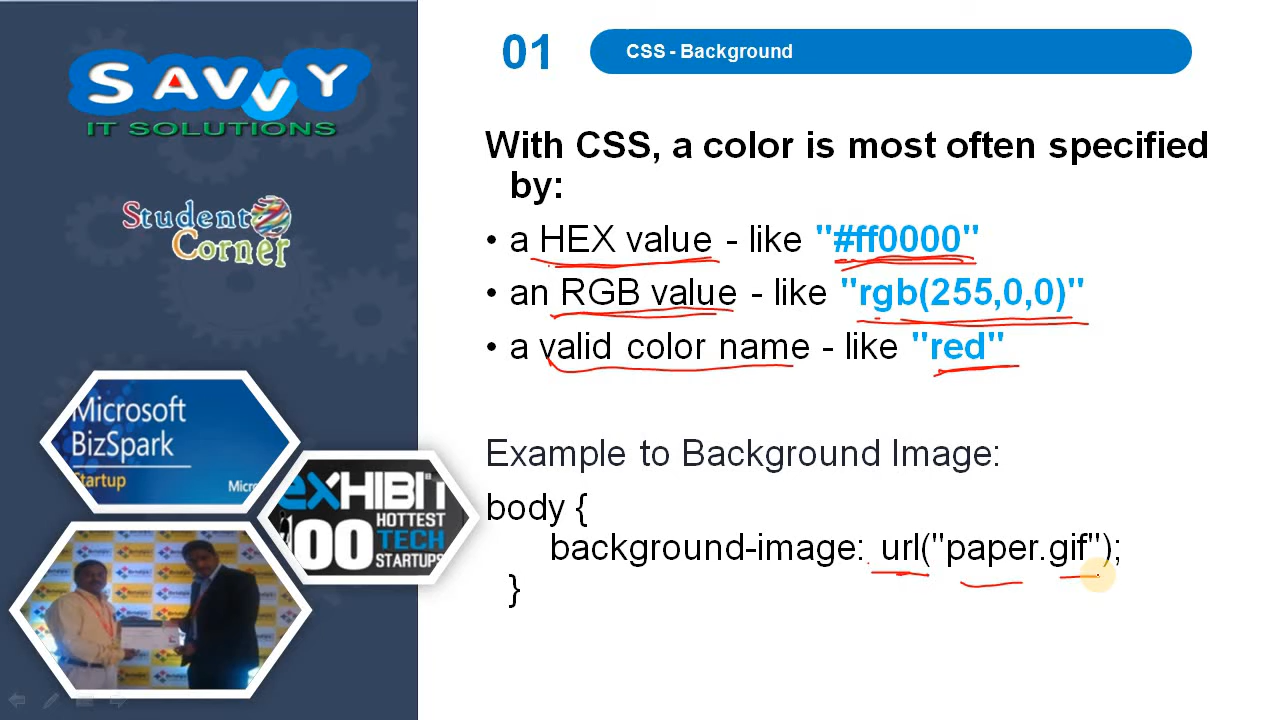 SAVVY
IT SOLUTIONS
Student
Corner
Microsoft
BizSpark
Startup
Micro
EXHIBIT
100 HOTTEST
TECH
STARTUPS
01
CSS - Background
With CSS, a color is most often specified
by:
• a HEX value - like "#ff0000"
• an RGB value - like "rgb(255,0,0)"
• a valid color name - like "red"
Example to Background Image:
body {
background-image: url("paper.gif");
}